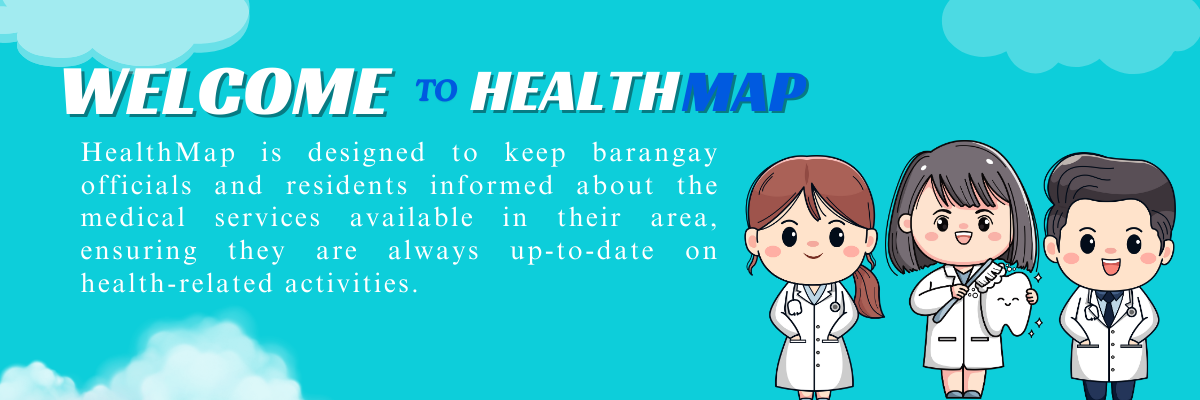 WELCOME TO HEALTHMAP
HealthMap is designed to keep barangay
officials and residents informed about the
medical services available in their area,
ensuring they are always up-to-date on
health-related activities.